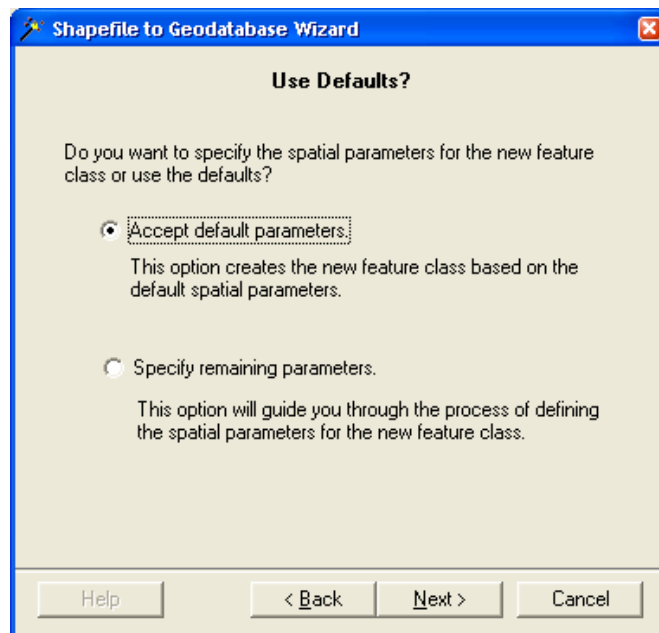 Shapefile to Geodatabase Wizard
Use Defaults?
Do you want to specify the spatial parameters for the new feature
class or use the defaults?
Accept default parameters.
This option creates the new feature class based on the
default spatial parameters.
Specify remaining parameters.
This option will guide you through the process of defining
the spatial parameters for the new feature class.
Help
< Back
Next >
Cancel